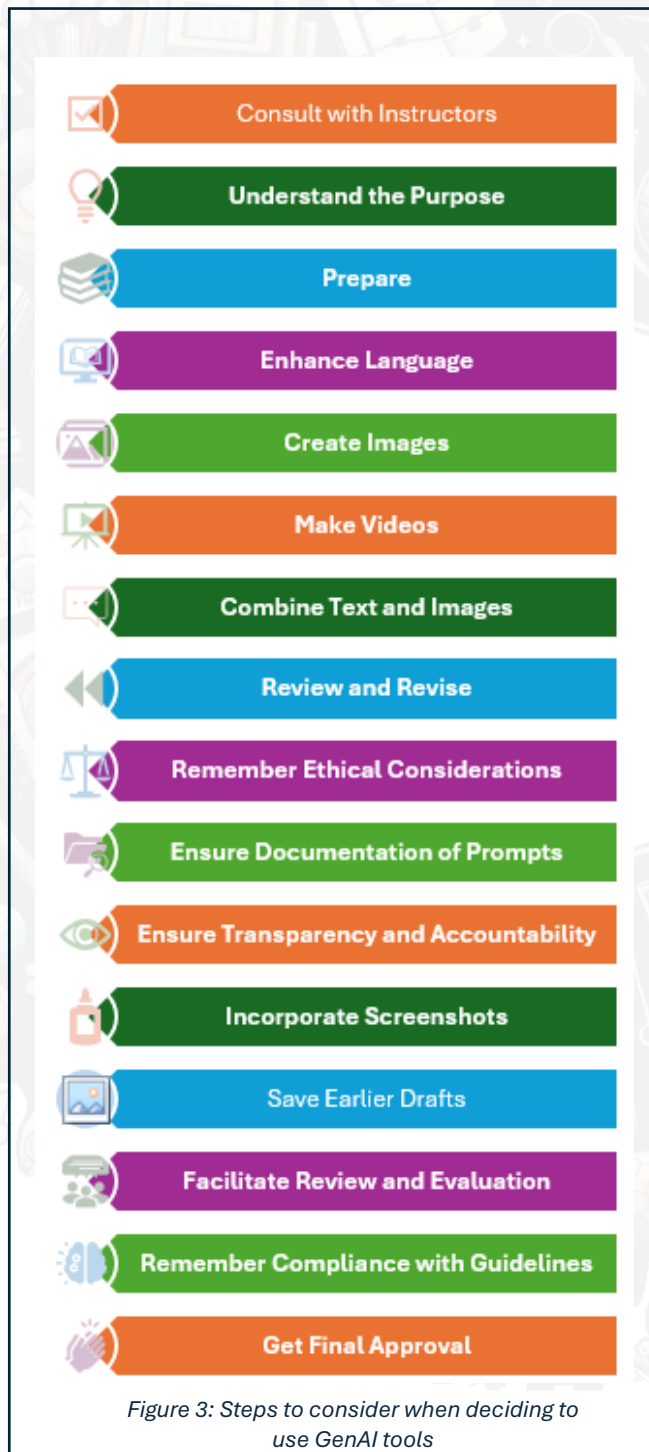 Consult with Instructors
Understand the Purpose
Prepare
Enhance Language
Create Images
Make Videos
Combine Text and Images
Review and Revise
Remember Ethical Considerations
Ensure Documentation of Prompts
Ensure Transparency and Accountability
Incorporate Screenshots
Save Earlier Drafts
Facilitate Review and Evaluation
Remember Compliance with Guidelines
Get Final Approval
Figure 3: Steps to consider when deciding to
use GenAI tools